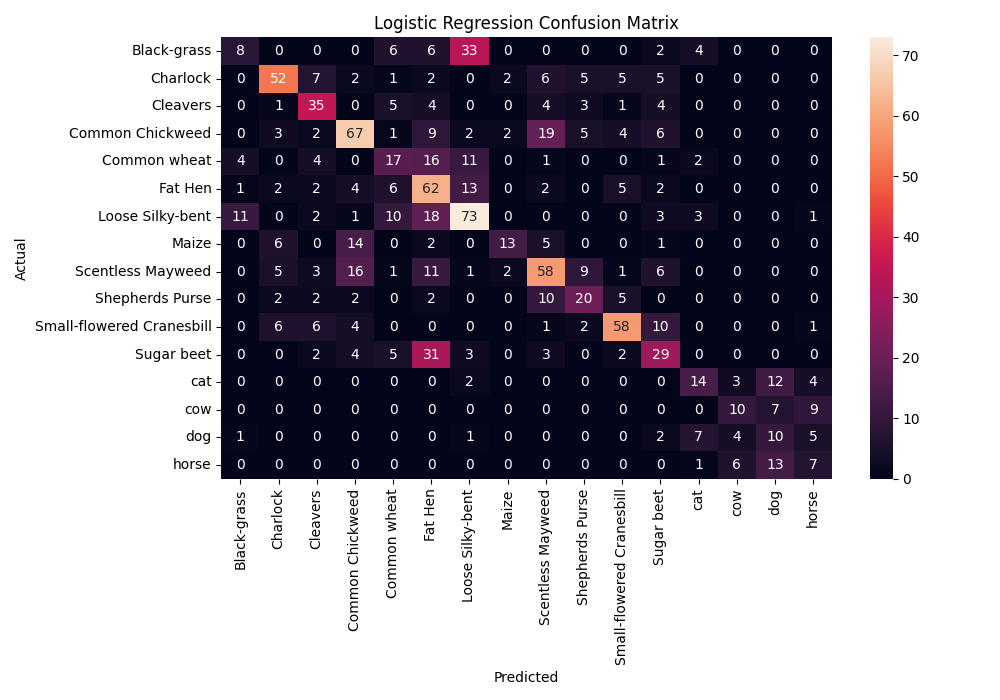 Logistic Regression Confusion Matrix
Actual
Black-grass 8 0 0 0 6 6 33 0 0 0 0 2 4 0 0 0
Charlock 0 52 7 2 1 2 0 2 6 5 5 5 0 0 0 0
Cleavers 0 1 35 0 5 4 0 0 4 3 1 4 0 0 0 0
Common Chickweed 0 3 2 67 1 9 2 2 19 5 4 6 0 0 0 0
Common wheat 4 0 4 0 17 16 11 0 1 0 0 1 2 0 0 0
Fat Hen 1 2 2 4 6 62 13 0 2 0 5 2 0 0 0 0
Loose Silky-bent 11 0 2 1 10 18 73 0 0 0 0 3 3 0 0 1
Maize 0 6 0 14 0 2 0 13 5 0 0 1 0 0 0 0
Scentless Mayweed 0 5 3 16 1 11 1 2 58 9 1 6 0 0 0 0
Shepherds Purse 0 2 2 2 0 2 0 0 10 20 5 0 0 0 0 0
Small-flowered Cranesbill 0 6 6 4 0 0 0 0 1 2 58 10 0 0 0 1
Sugar beet 0 0 2 4 5 31 3 0 3 0 2 29 0 0 0 0
cat 0 0 0 0 0 0 2 0 0 0 0 0 14 3 12 4
cow 0 0 0 0 0 0 0 0 0 0 0 0 0 10 7 9
dog 1 0 0 0 0 0 1 0 0 0 0 2 7 4 10 5
horse 0 0 0 0 0 0 0 0 0 0 0 0 1 6 13 7
Black-grass
Charlock
Cleavers
Common Chickweed
Common wheat
Fat Hen
Loose Silky-bent
Maize
Scentless Mayweed
Shepherds Purse
Small-flowered Cranesbill
Sugar beet
cat
cow
dog
horse
Predicted
70
60
50
40
30
20
10
0